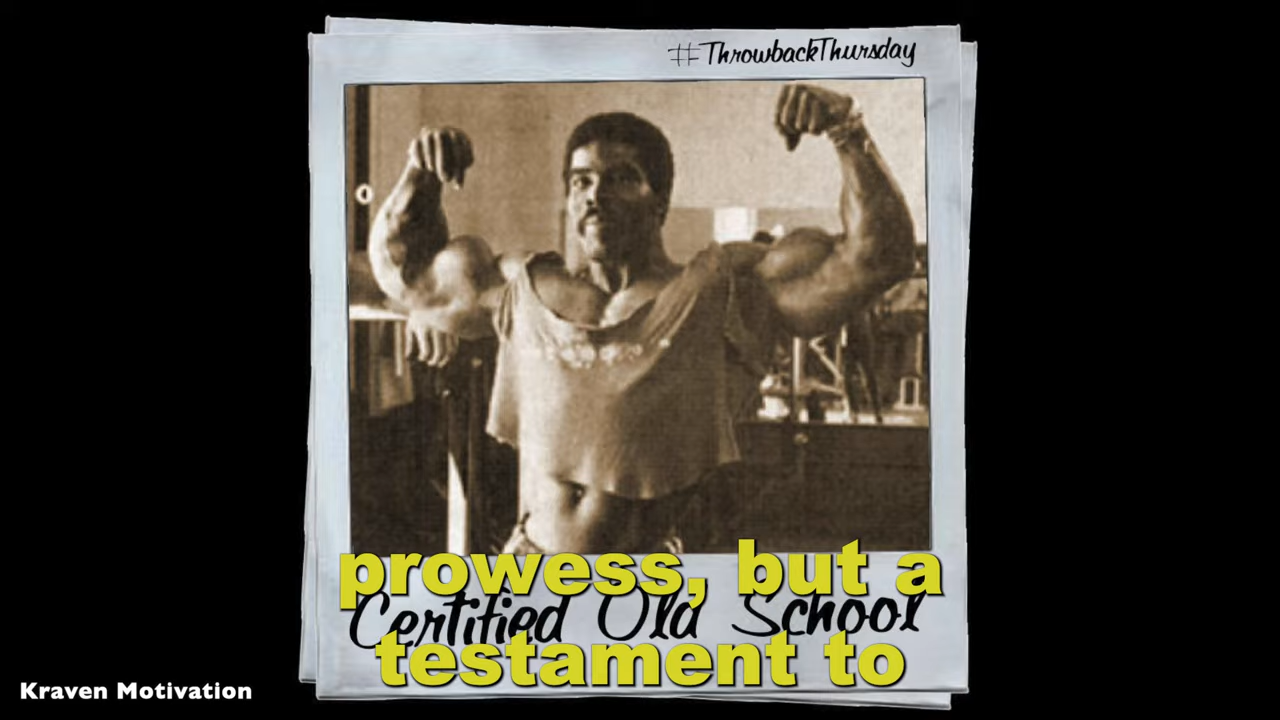 #ThrowbackThursday
prowess, but a
Certified Old School
testament to
Kraven Motivation